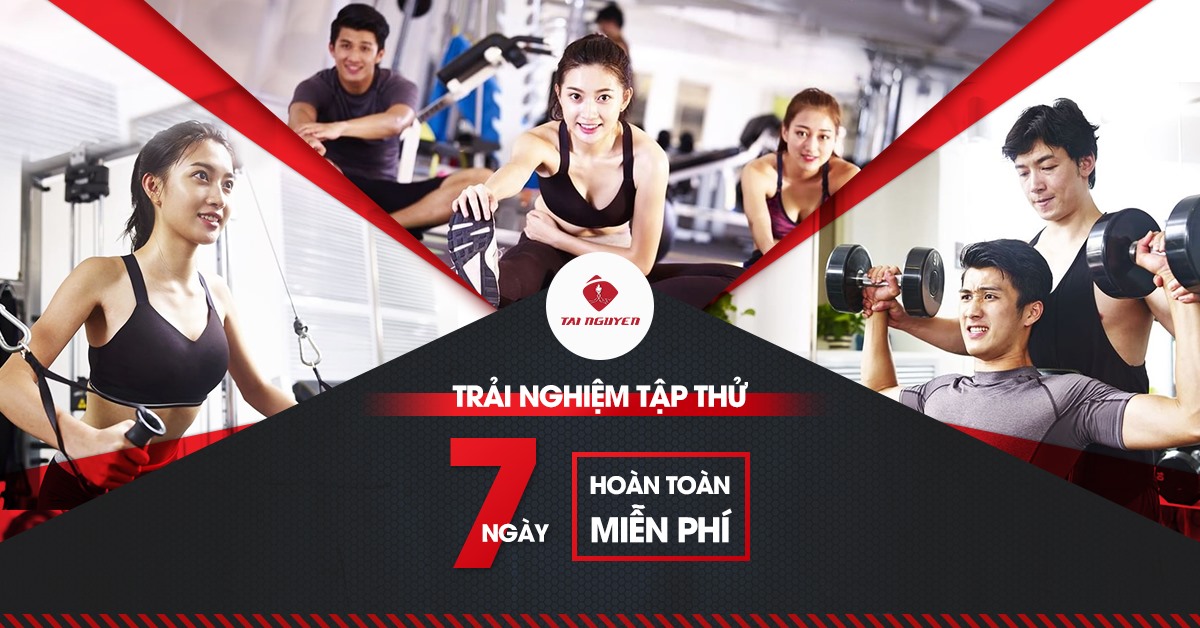 TAI NGUYEN
TRẢI NGHIỆM TẬP THỬ
7
NGÀY
HOÀN TOÀN
MIỄN PHÍ